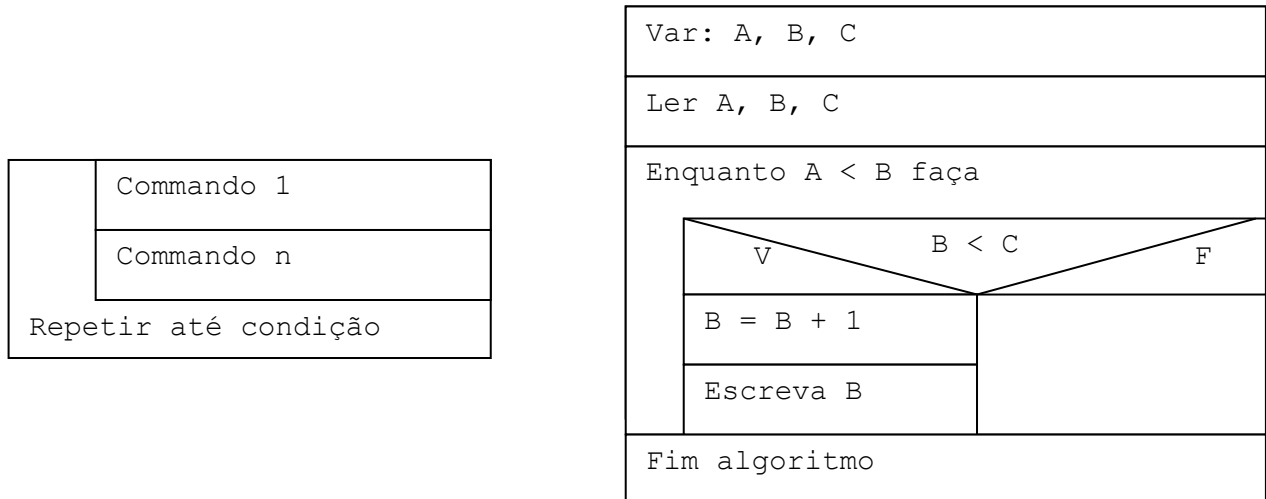 Commando 1
Commando n
Repetir até condição
Var: A, B, C
Ler A, B, C
Enquanto A < B faça
V B < C F
B = B + 1
Escreva B
Fim algoritmo